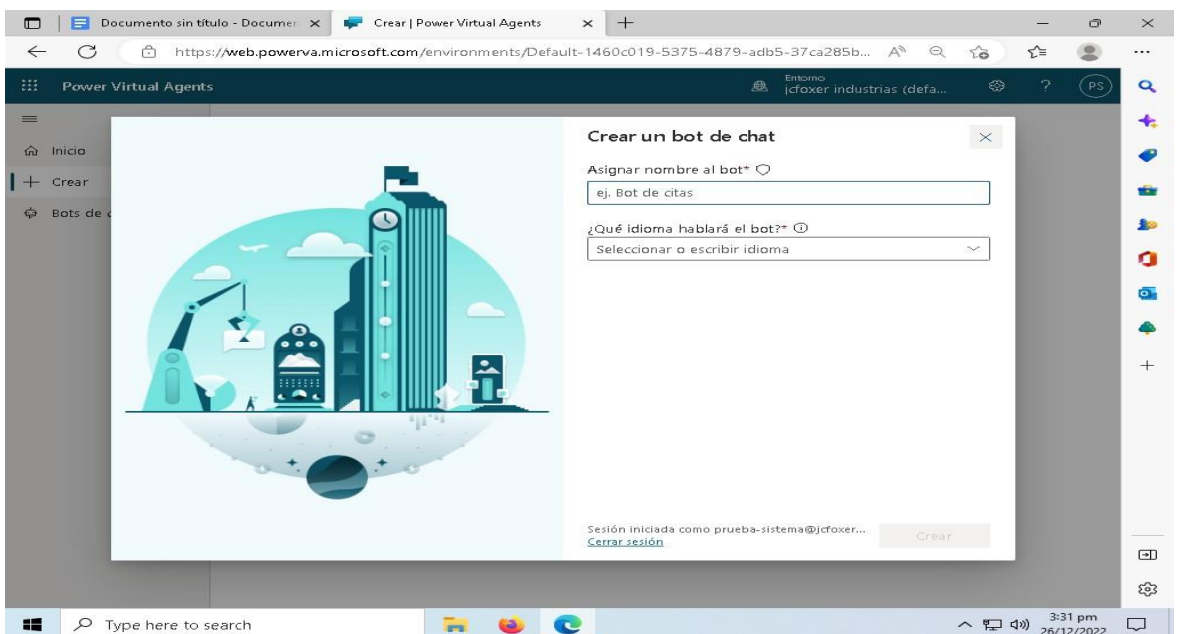 Documento sin título - Documen
Crear | Power Virtual Agents
https://web.powerva.microsoft.com/environments/Default-1460c019-5375-4879-adb5-37ca285b...
Power Virtual Agents
Entorno
jcfoxer industrias (defa...
PS
Inicio
Crear
Bots de c
Crear un bot de chat
Asignar nombre al bot*
ej. Bot de citas
¿Qué idioma hablará el bot?*
Seleccionar o escribir idioma
Sesión iniciada como prueba-sistema@jcfoxer...
Cerrar sesión
Crear
Type here to search
3:31 pm
26/12/2022